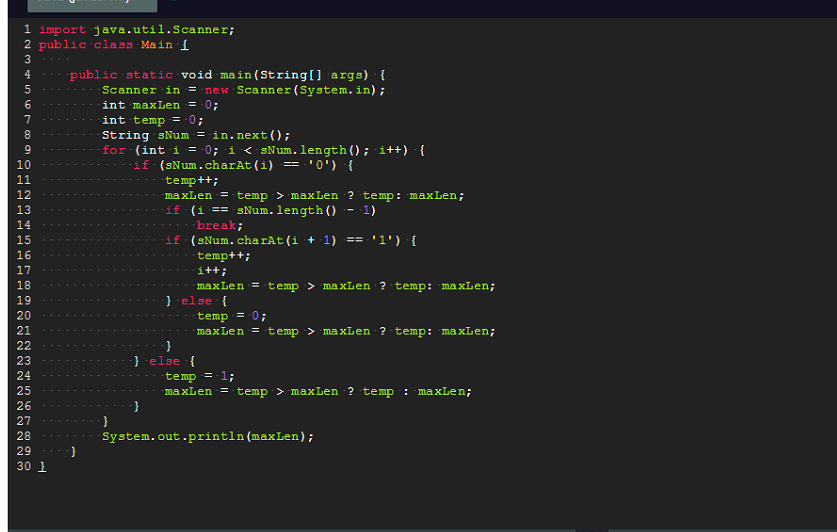 1 import java.util.Scanner;
2 public class Main {
3
4 public static void main(String[] args) {
5 Scanner in = new Scanner(System.in);
6 int maxLen = 0;
7 int temp = 0;
8 String sNum = in.next();
9 for (int i = 0; i < sNum.length(); i++) {
10 if (sNum.charAt(i) == '0') {
11 temp++;
12 maxLen = temp > maxLen ? temp: maxLen;
13 if (i == sNum.length() - 1)
14 break;
15 if (sNum.charAt(i + 1) == '1') {
16 temp++;
17 i++;
18 maxLen = temp > maxLen ? temp: maxLen;
19 } else {
20 temp = 0;
21 maxLen = temp > maxLen ? temp: maxLen;
22 }
23 } else {
24 temp = 1;
25 maxLen = temp > maxLen ? temp : maxLen;
26 }
27 }
28 System.out.println(maxLen);
29 }
30 }